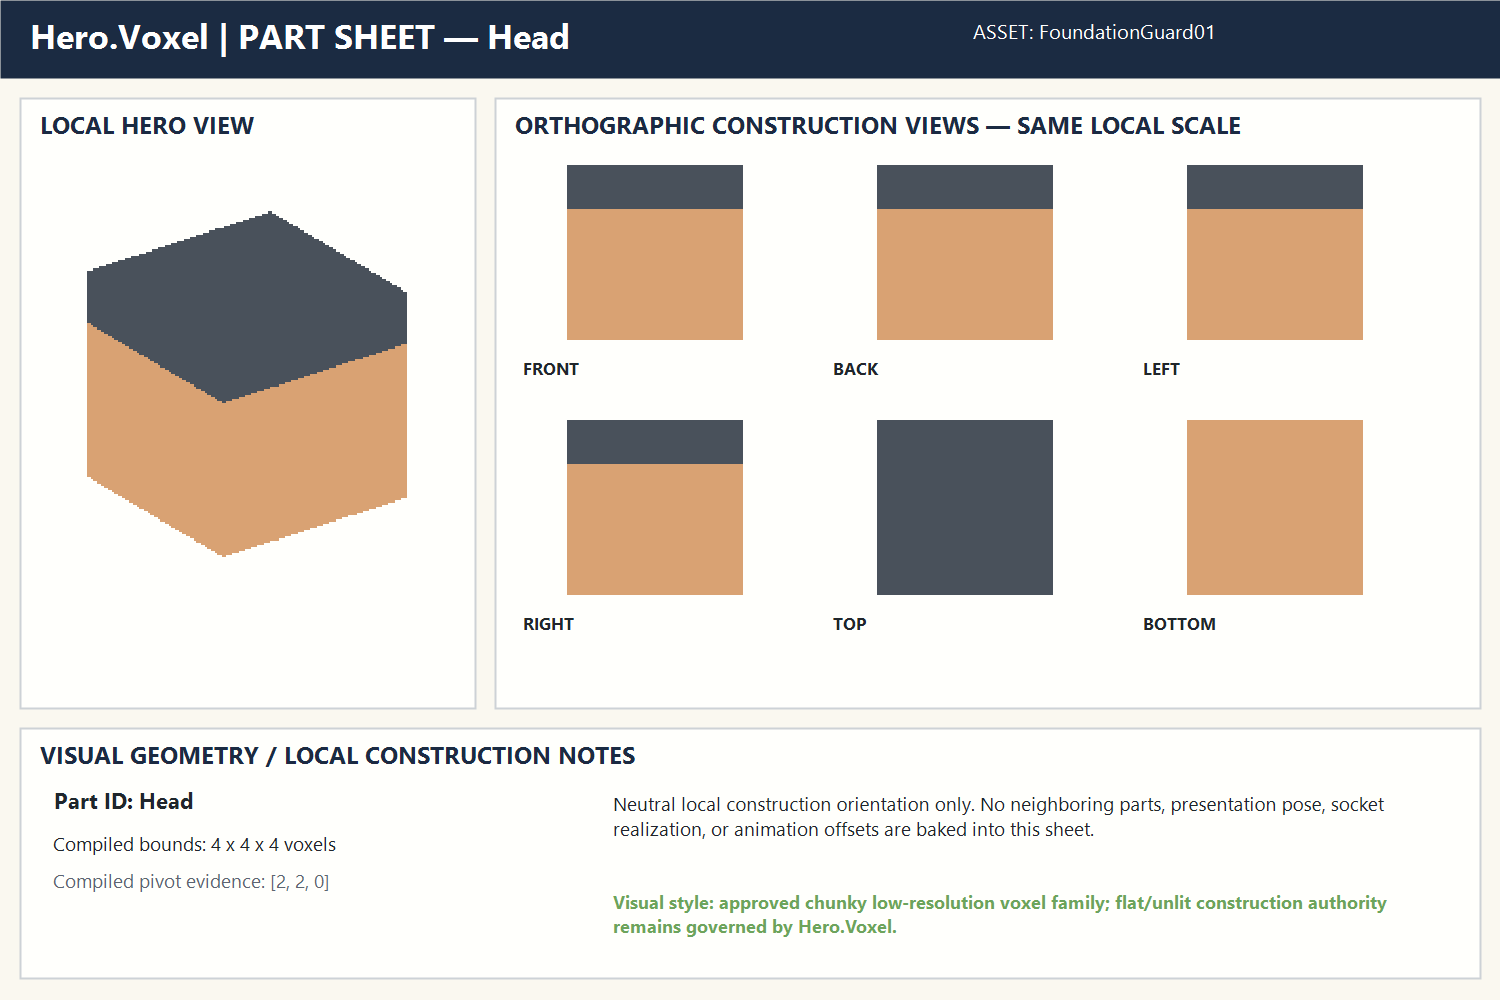 Hero.Voxel | PART SHEET — Head
ASSET: FoundationGuard01
LOCAL HERO VIEW
ORTHOGRAPHIC CONSTRUCTION VIEWS — SAME LOCAL SCALE
FRONT
BACK
LEFT
RIGHT
TOP
BOTTOM
VISUAL GEOMETRY / LOCAL CONSTRUCTION NOTES
Part ID: Head
Compiled bounds: 4 x 4 x 4 voxels
Compiled pivot evidence: [2, 2, 0]
Neutral local construction orientation only. No neighboring parts, presentation pose, socket
realization, or animation offsets are baked into this sheet.
Visual style: approved chunky low-resolution voxel family; flat/unlit construction authority
remains governed by Hero.Voxel.